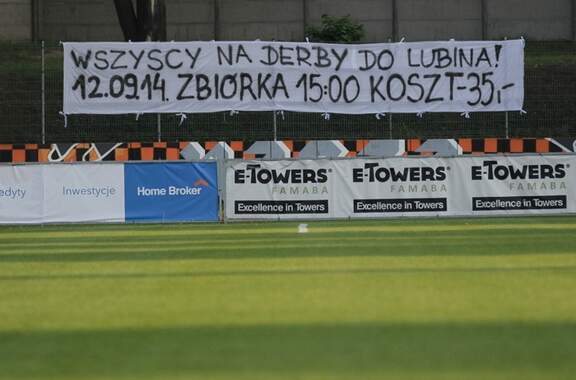 WSZYSCY NA DERBY DO LUBINA!
12.09.14. ZBIÓRKA 15:00 KOSZT-35,-
edyty
Inwestycje
Home Broker
E-TOWERS®
FAMABA
Excellence in Towers
E-TOWERS®
FAMABA
Excellence in Towers
E-TOWERS®
FAMABA
Excellence in Towers